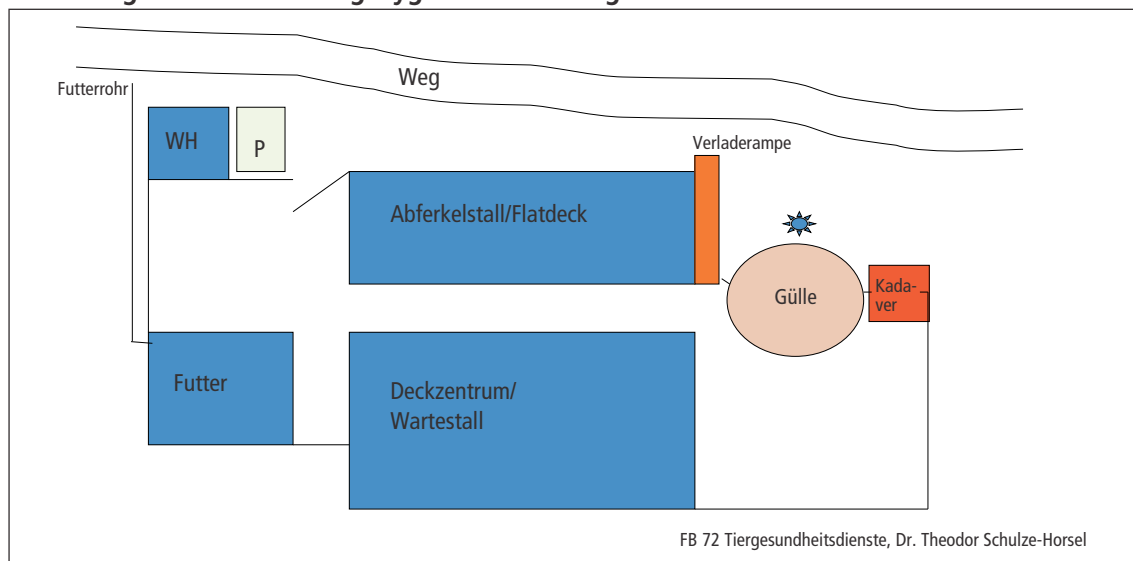 Weg
Futterrohr
WH
P
Verladerampe
Abferkelstall/Flatdeck
Gülle
Kada-
ver
Futter
Deckzentrum/
Wartestall
FB 72 Tiergesundheitsdienste, Dr. Theodor Schulze-Horsel